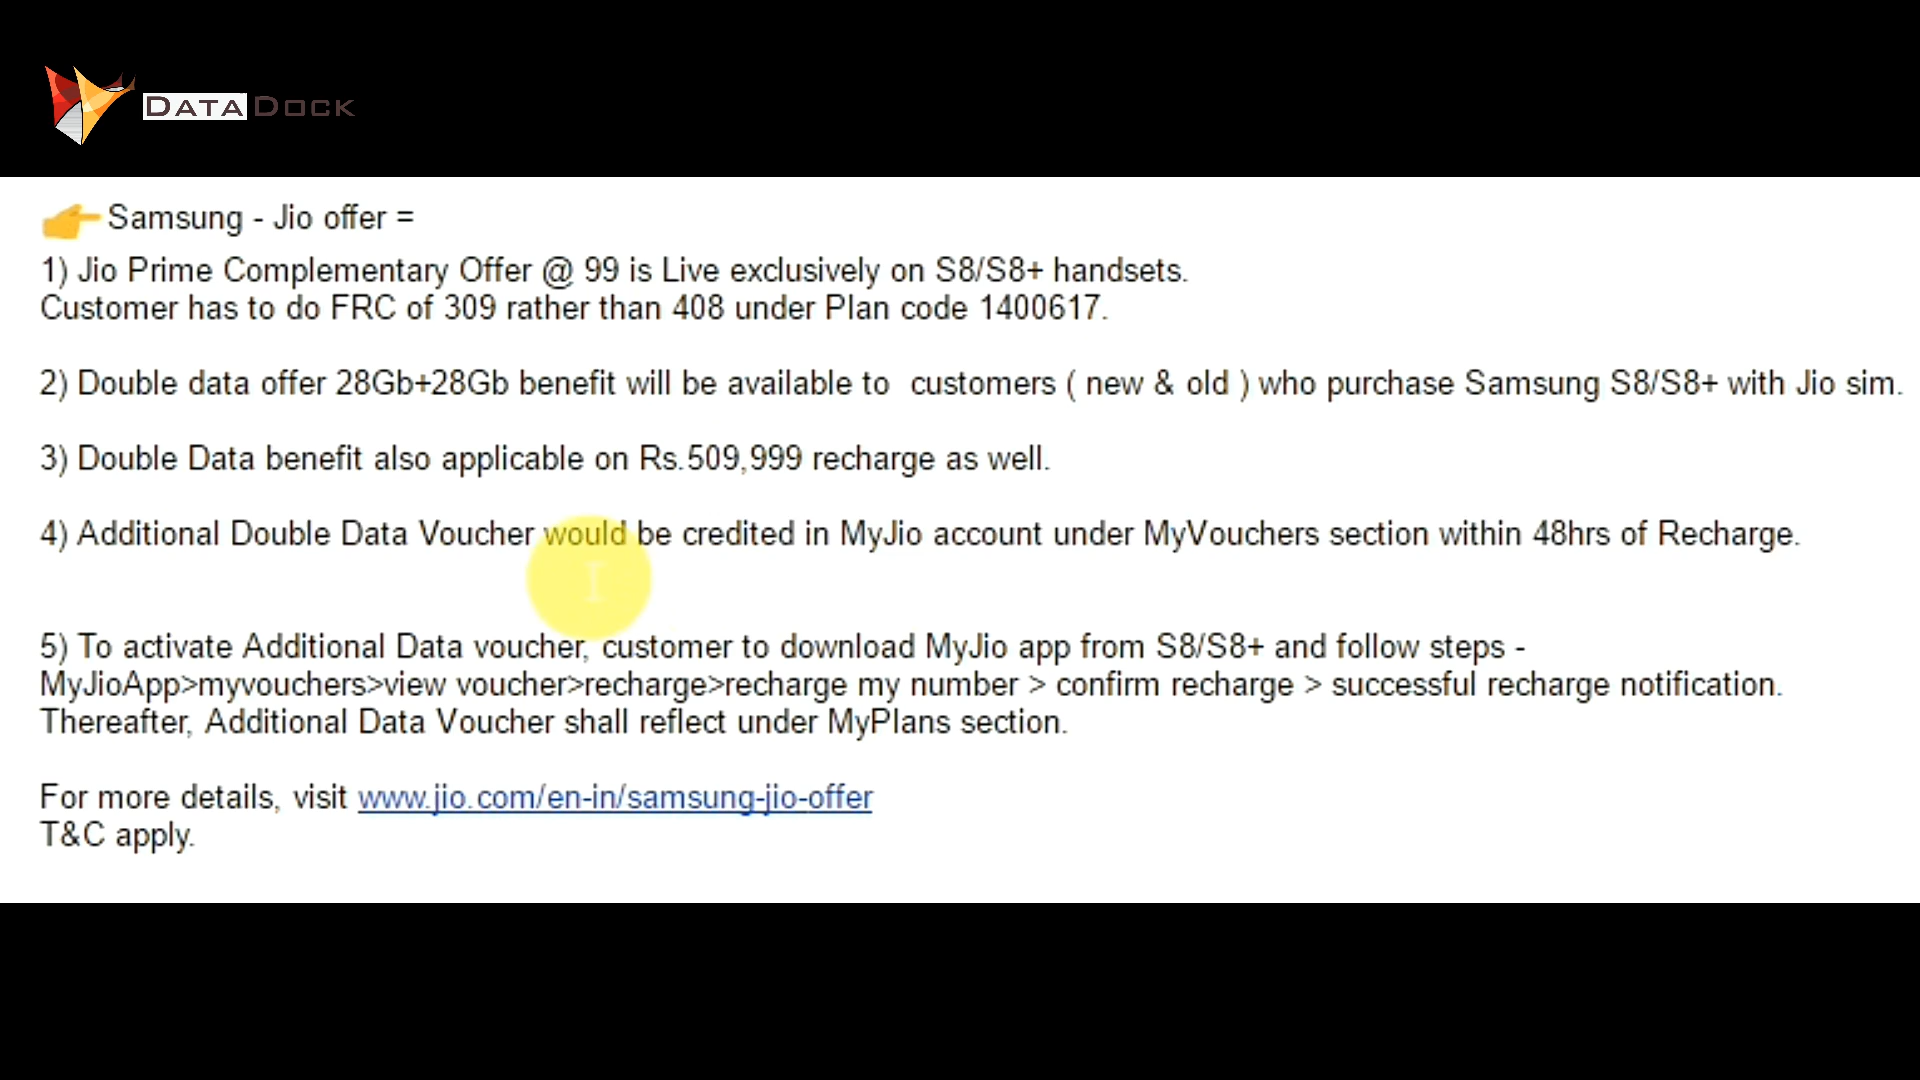 DATA DOCK
Samsung - Jio offer =
1) Jio Prime Complementary Offer @ 99 is Live exclusively on S8/S8+ handsets.
Customer has to do FRC of 309 rather than 408 under Plan code 1400617.
2) Double data offer 28Gb+28Gb benefit will be available to customers ( new & old ) who purchase Samsung S8/S8+ with Jio sim.
3) Double Data benefit also applicable on Rs.509,999 recharge as well.
4) Additional Double Data Voucher would be credited in MyJio account under MyVouchers section within 48hrs of Recharge.
5) To activate Additional Data voucher, customer to download MyJio app from S8/S8+ and follow steps -
MyJioApp>myvouchers>view voucher>recharge>recharge my number > confirm recharge > successful recharge notification.
Thereafter, Additional Data Voucher shall reflect under MyPlans section.
For more details, visit www.jio.com/en-in/samsung-jio-offer
T&C apply.